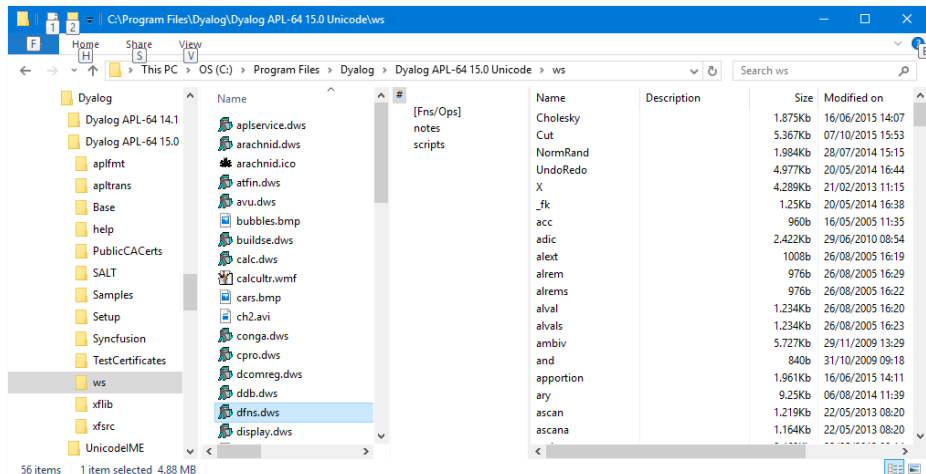 C:\Program Files\Dyalog\Dyalog APL-64 15.0 Unicode\ws
1 2
F
Home Share View
H S V
This PC > OS (C:) > Program Files > Dyalog > Dyalog APL-64 15.0 Unicode > ws
Search ws
Dyalog
Dyalog APL-64 14.1
Dyalog APL-64 15.0
aplfmt
apltrans
Base
help
PublicCACerts
SALT
Samples
Setup
Syncfusion
TestCertificates
ws
xflib
xfsrc
UnicodeIME
Name
aplservice.dws
arachnid.dws
arachnid.ico
atfin.dws
avu.dws
bubbles.bmp
buildse.dws
calc.dws
calcultr.wmf
cars.bmp
ch2.avi
conga.dws
cpro.dws
dcomreg.dws
ddb.dws
dfns.dws
display.dws
#
[Fns/Ops]
notes
scripts
Name Description Size Modified on
Cholesky 1.875Kb 16/06/2015 14:07
Cut 5.367Kb 07/10/2015 15:53
NormRand 1.984Kb 28/07/2014 15:15
UndoRedo 4.977Kb 20/05/2014 16:44
X 4.289Kb 21/02/2013 11:15
_fk 1.25Kb 20/05/2014 16:38
acc 960b 16/05/2005 11:35
adic 2.422Kb 29/06/2010 08:54
alext 1008b 26/08/2005 16:19
alrem 976b 26/08/2005 16:29
alrems 976b 26/08/2005 16:22
alval 1.234Kb 26/08/2005 16:20
alvals 1.234Kb 26/08/2005 16:23
ambiv 5.727Kb 29/11/2009 13:29
and 840b 31/10/2009 09:18
apportion 1.961Kb 16/06/2015 14:11
ary 9.25Kb 06/08/2014 11:39
ascan 1.219Kb 22/05/2013 08:20
ascana 1.164Kb 22/05/2013 08:20
56 items 1 item selected 4.88 MB